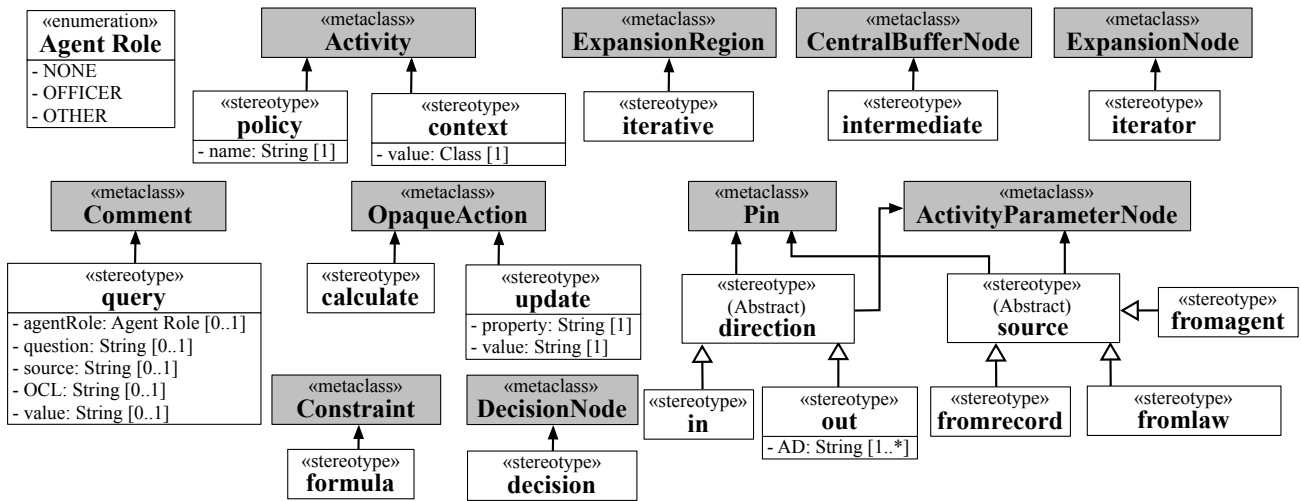 «enumeration»
Agent Role
- NONE
- OFFICER
- OTHER
«metaclass»
Activity
«stereotype»
policy
- name: String [1]
«stereotype»
context
- value: Class [1]
«metaclass»
ExpansionRegion
«stereotype»
iterative
«metaclass»
CentralBufferNode
«stereotype»
intermediate
«metaclass»
ExpansionNode
«stereotype»
iterator
«metaclass»
Comment
«stereotype»
query
- agentRole: Agent Role [0..1]
- question: String [0..1]
- source: String [0..1]
- OCL: String [0..1]
- value: String [0..1]
«metaclass»
OpaqueAction
«stereotype»
calculate
«stereotype»
update
- property: String [1]
- value: String [1]
«metaclass»
Constraint
«stereotype»
formula
«metaclass»
DecisionNode
«stereotype»
decision
«metaclass»
Pin
«metaclass»
ActivityParameterNode
«stereotype»
(Abstract)
direction
«stereotype»
(Abstract)
source
«stereotype»
fromagent
«stereotype»
in
«stereotype»
out
- AD: String [1..*]
«stereotype»
fromrecord
«stereotype»
fromlaw